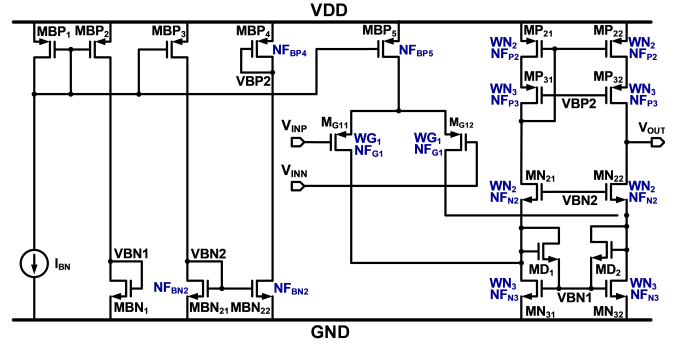 VDD
MBP1 MBP2 MBP3 MBP4 MBP5 MP21 MP22
NFBP4 NFBP5 WN2 NFP2 WN2 NFP2
VBP2
MP31 MP32
WN3 NFP3 VBP2 WN3 NFP3
VINP MG11 MG12 VOUT
WG1 NFG1 WG1 NFG1
VINN
MN21 MN22
WN2 NFN2 VBN2 WN2 NFN2
IBN VBN1 VBN2
MD1 MD2
NFBN2 NFBN2 WN3 NFN3 VBN1 WN3 NFN3
MBN1 MBN21 MBN22 MN31 MN32
GND